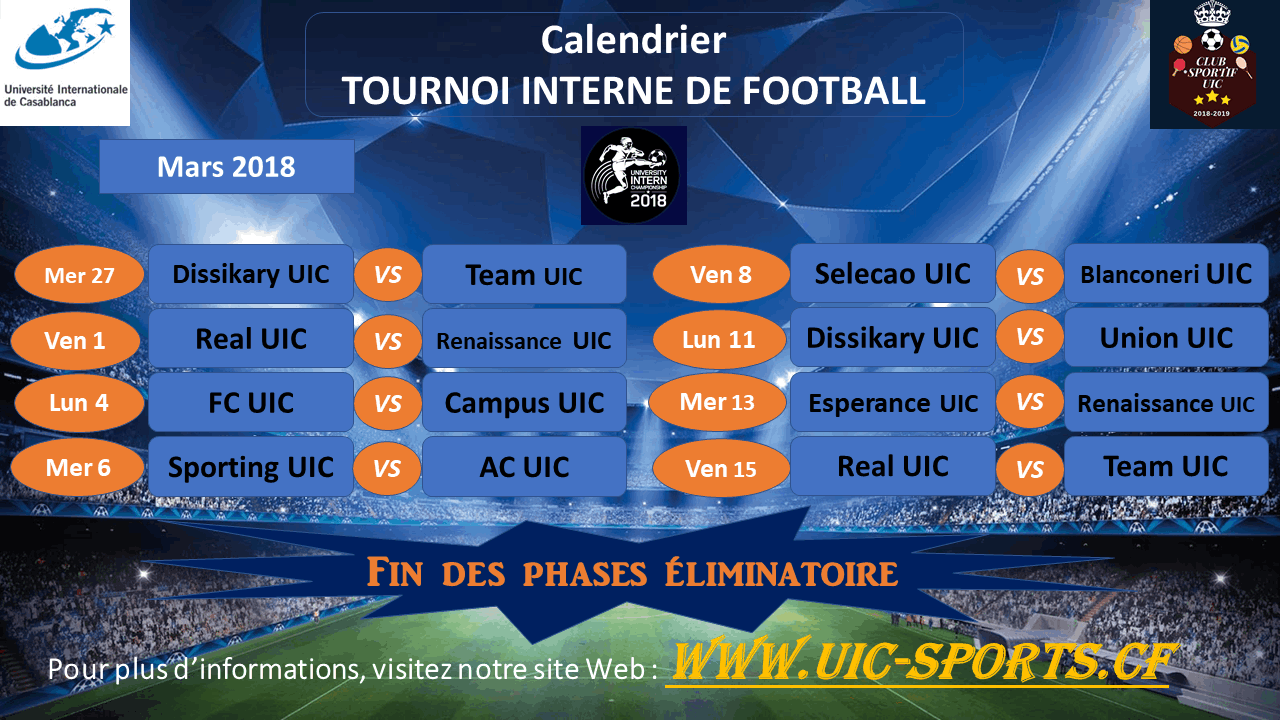 Université Internationale
de Casablanca
Calendrier
TOURNOI INTERNE DE FOOTBALL
CLUB
SPORTIF
UIC
2018-2019
Mars 2018
UNIVERSITY
INTERN
CHAMPIONSHIP
2018
Mer 27 Dissikary UIC VS Team UIC
Ven 8 Selecao UIC VS Blanconeri UIC
Ven 1 Real UIC VS Renaissance UIC
Lun 11 Dissikary UIC VS Union UIC
Lun 4 FC UIC VS Campus UIC
Mer 13 Esperance UIC VS Renaissance UIC
Mer 6 Sporting UIC VS AC UIC
Ven 15 Real UIC VS Team UIC
Fin des phases éliminatoire
Pour plus d’informations, visitez notre site Web : WWW.UIC-SPORTS.CF